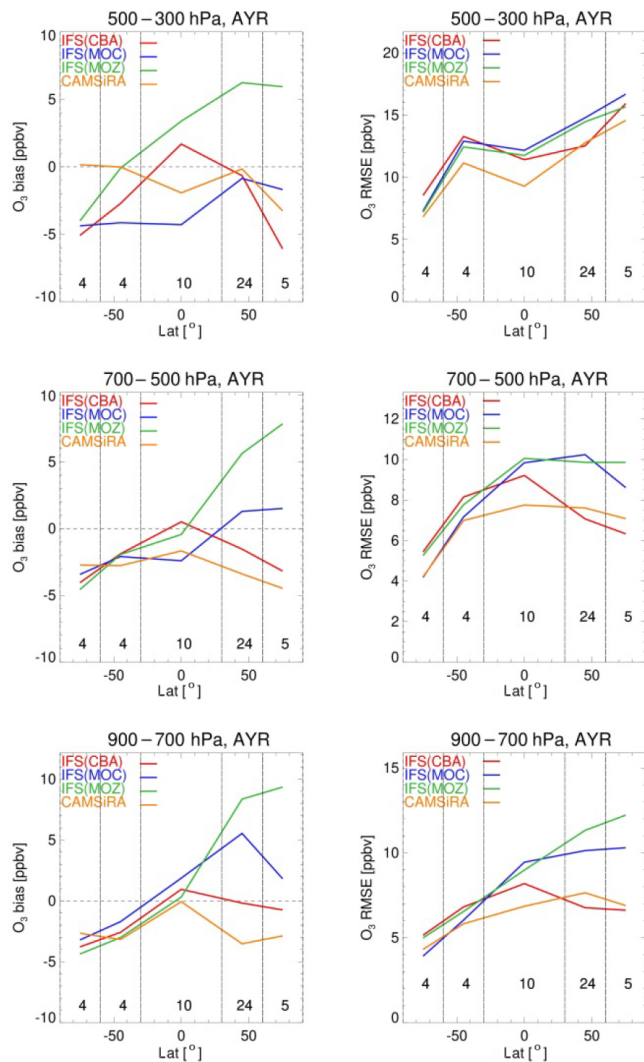 500–300 hPa, AYR
10
5
0
-5
-10
O3 bias [ppbv]
IFS(CBA)
IFS(MOC)
IFS(MOZ)
CAMSiRA
4 4 10 24 5
-50 0 50
Lat [°]
500–300 hPa, AYR
20
15
10
5
0
O3 RMSE [ppbv]
IFS(CBA)
IFS(MOC)
IFS(MOZ)
CAMSiRA
4 4 10 24 5
-50 0 50
Lat [°]
700–500 hPa, AYR
10
5
0
-5
-10
O3 bias [ppbv]
IFS(CBA)
IFS(MOC)
IFS(MOZ)
CAMSiRA
4 4 10 24 5
-50 0 50
Lat [°]
700–500 hPa, AYR
12
10
8
6
4
2
0
O3 RMSE [ppbv]
IFS(CBA)
IFS(MOC)
IFS(MOZ)
CAMSiRA
4 4 10 24 5
-50 0 50
Lat [°]
900–700 hPa, AYR
10
5
0
-5
-10
O3 bias [ppbv]
IFS(CBA)
IFS(MOC)
IFS(MOZ)
CAMSiRA
4 4 10 24 5
-50 0 50
Lat [°]
900–700 hPa, AYR
15
10
5
0
O3 RMSE [ppbv]
IFS(CBA)
IFS(MOC)
IFS(MOZ)
CAMSiRA
4 4 10 24 5
-50 0 50
Lat [°]